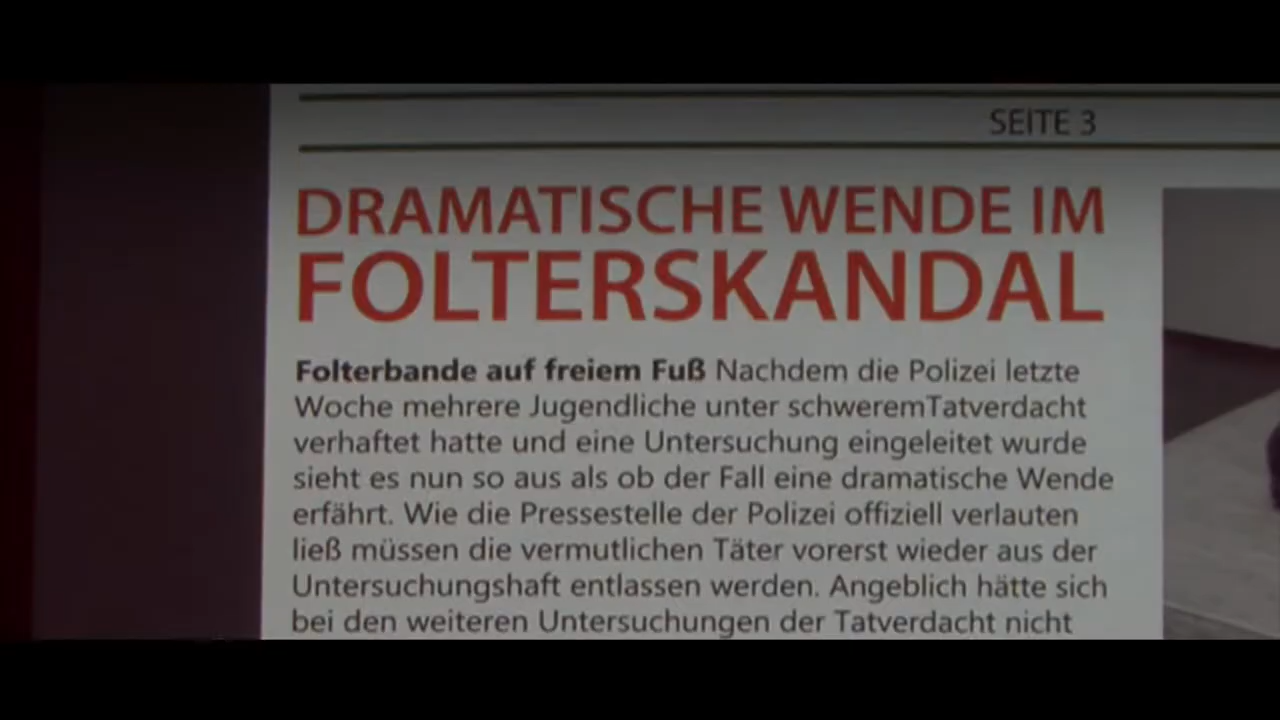 SEITE 3
DRAMATISCHE WENDE IM
FOLTERSKANDAL
Folterbande auf freiem Fuß Nachdem die Polizei letzte
Woche mehrere Jugendliche unter schweremTatverdacht
verhaftet hatte und eine Untersuchung eingeleitet wurde
sieht es nun so aus als ob der Fall eine dramatische Wende
erfährt. Wie die Pressestelle der Polizei offiziell verlauten
ließ müssen die vermutlichen Täter vorerst wieder aus der
Untersuchungshaft entlassen werden. Angeblich hätte sich
bei den weiteren Untersuchungen der Tatverdacht nicht